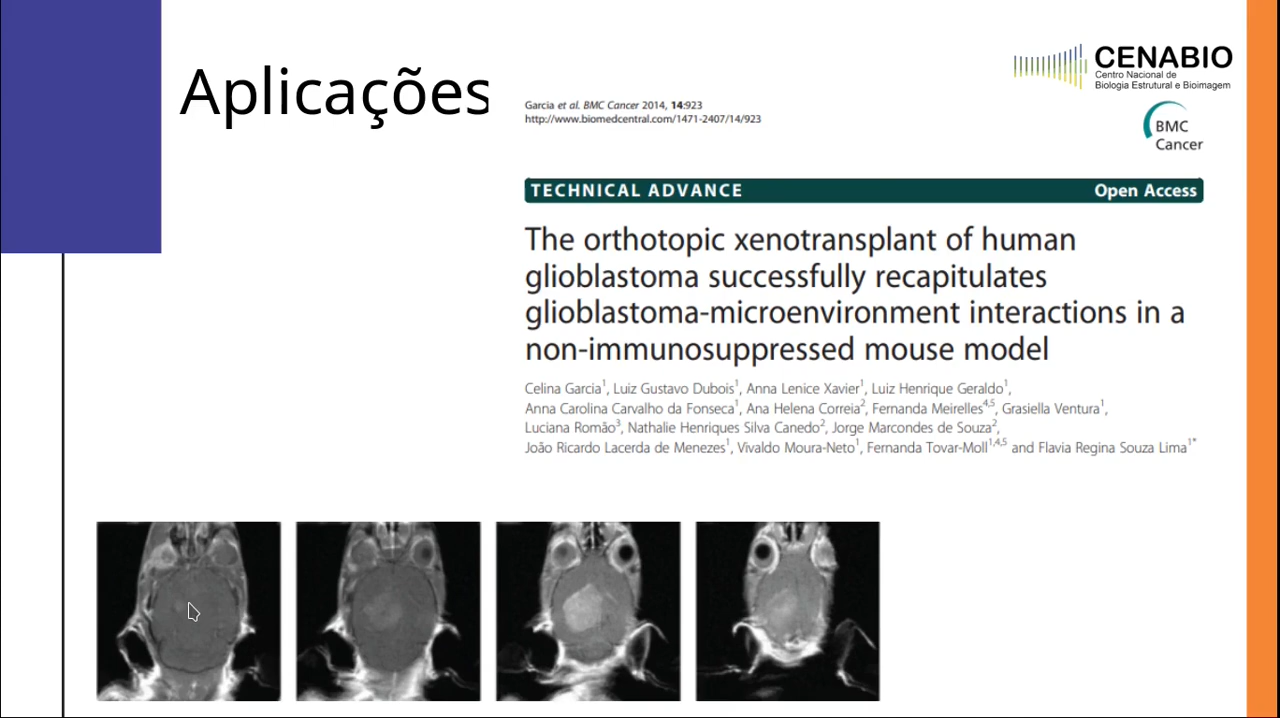 Aplicações
CENABIO
Centro Nacional de
Biologia Estrutural e Bioimagem
Garcia et al. BMC Cancer 2014, 14:923
http://www.biomedcentral.com/1471-2407/14/923
BMC
Cancer
TECHNICAL ADVANCE Open Access
The orthotopic xenotransplant of human
glioblastoma successfully recapitulates
glioblastoma-microenvironment interactions in a
non-immunosuppressed mouse model
Celina Garcia1, Luiz Gustavo Dubois1, Anna Lenice Xavier1, Luiz Henrique Geraldo1,
Anna Carolina Carvalho da Fonseca1, Ana Helena Correia2, Fernanda Meirelles4,5, Grasiella Ventura1,
Luciana Romão3, Nathalie Henriques Silva Canedo2, Jorge Marcondes de Souza2,
João Ricardo Lacerda de Menezes1, Vivaldo Moura-Neto1, Fernanda Tovar-Moll1,4,5 and Flavia Regina Souza Lima1*